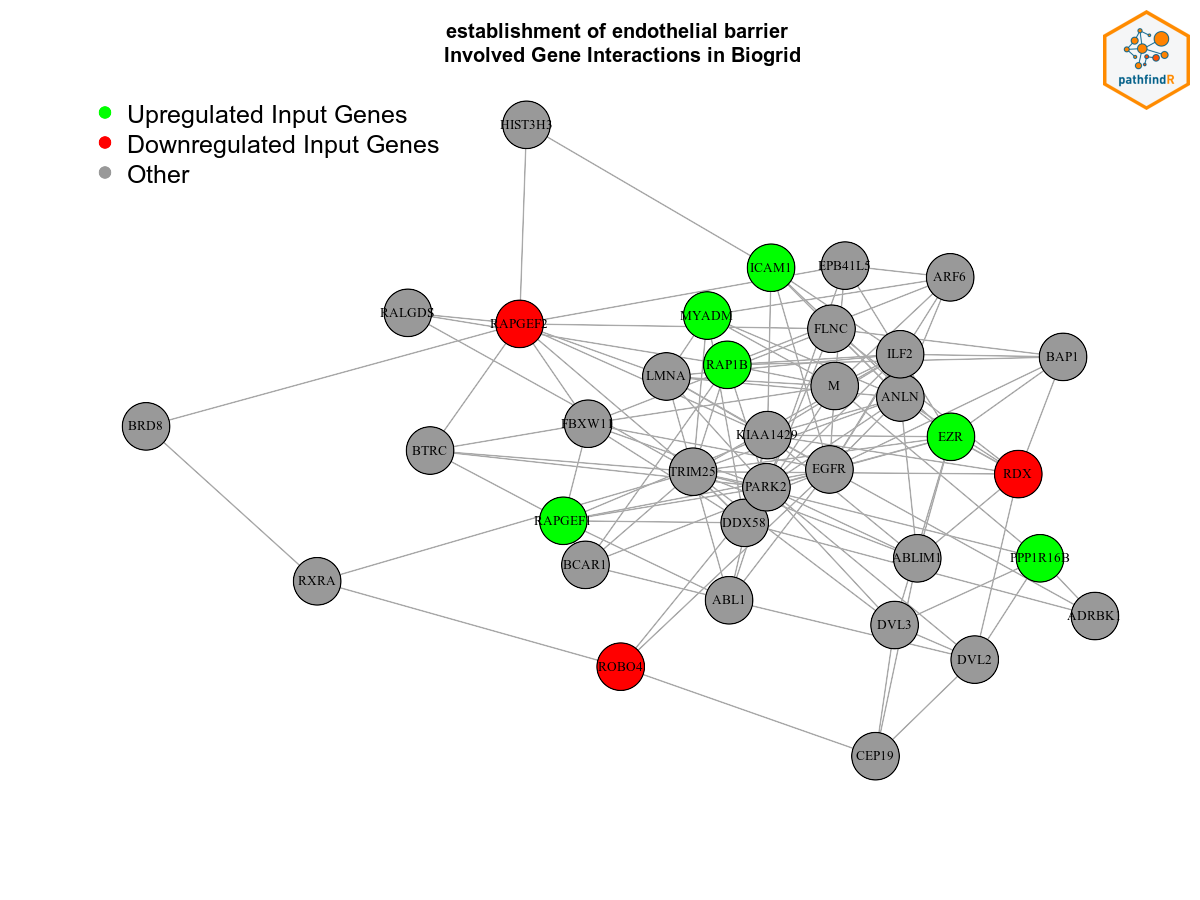 establishment of endothelial barrier
Involved Gene Interactions in Biogrid
pathfindR
Upregulated Input Genes
Downregulated Input Genes
Other
HIST3H3
ICAM1
EPB41L5
ARF6
RALGDS
RAPGEF2
MYADM
FLNC
ILF2
BAP1
RAP1B
LMNA
M
ANLN
BRD8
FBXW11
KIAA1429
EZR
BTRC
TRIM25
EGFR
RDX
PARK2
RAPGEF1
DDX58
BCAR1
ABLIM1
PPP1R16B
RXRA
ABL1
ADRBK1
DVL3
ROBO4
DVL2
CEP19